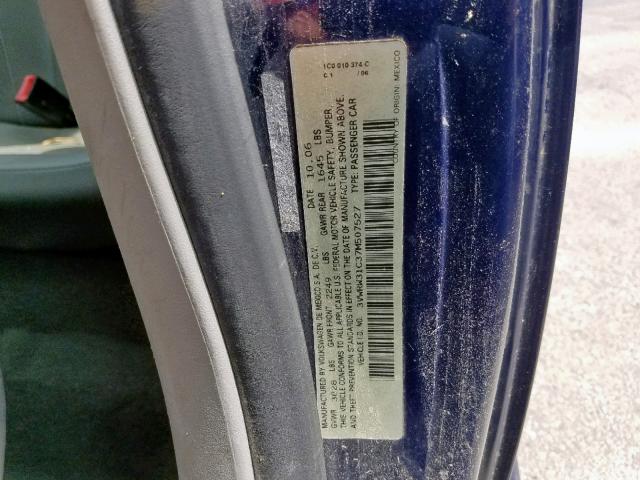 1C0 010 374 C
C 1 /06
MANUFACTURED BY VOLKSWAGEN DE MEXICO S.A. DE C.V. DATE 10.06
GVWR LBS GAWR FRONT 2249 LBS GAWR REAR 1645 LBS
THIS VEHICLE CONFORMS TO ALL APPLICABLE U.S. FEDERAL MOTOR VEHICLE SAFETY, BUMPER,
AND THEFT PREVENTION STANDARDS IN EFFECT ON THE DATE OF MANUFACTURE SHOWN ABOVE.
VEHICLE ID. NO. 3VWRW31C37M507527 TYPE: PASSENGER CAR
COUNTRY OF ORIGIN: MEXICO